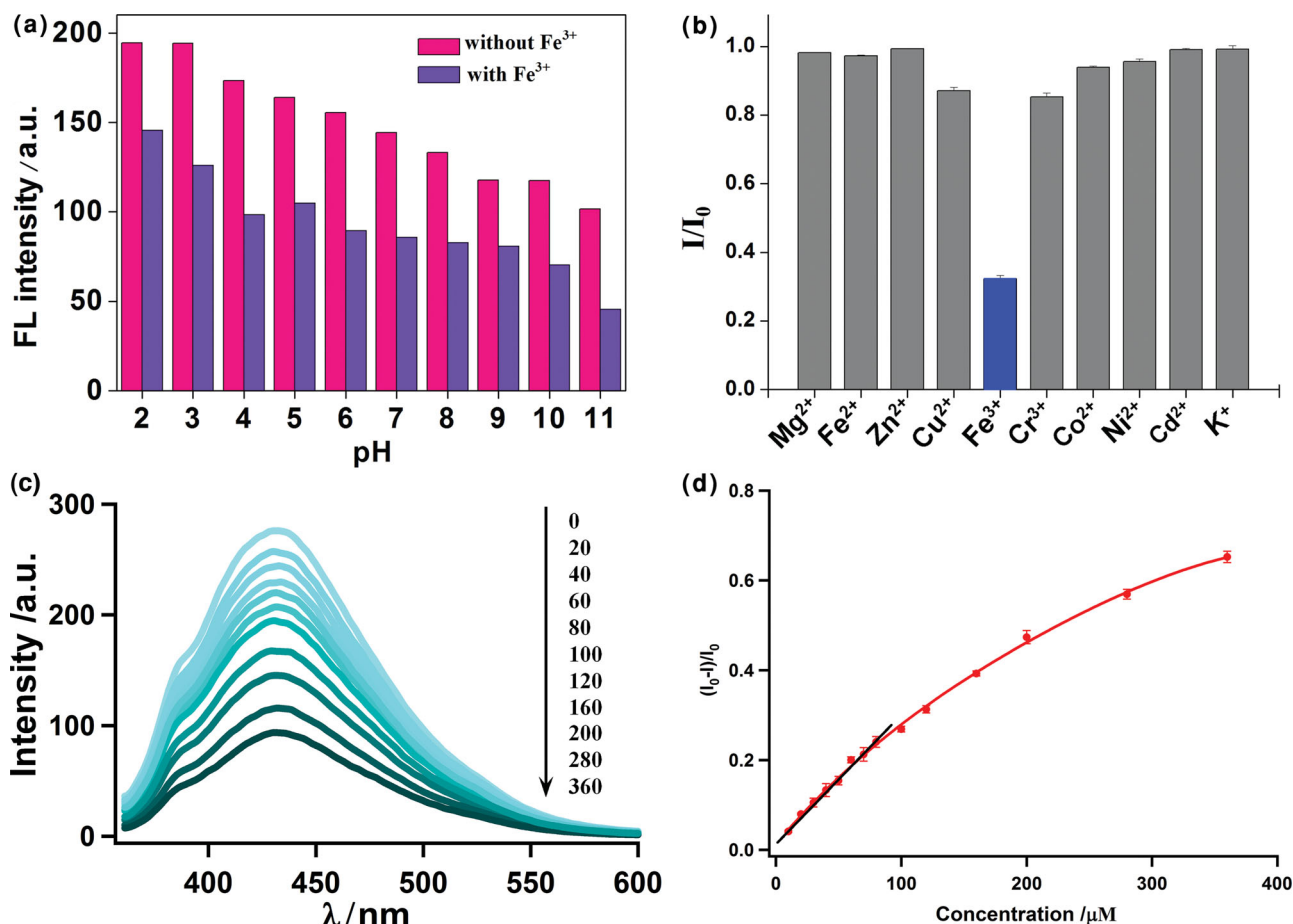 (a)
200
150
100
50
0
FL intensity / a.u.
without Fe³⁺
with Fe³⁺
2 3 4 5 6 7 8 9 10 11
pH
(b)
1.0
0.8
0.6
0.4
0.2
0.0
I/I₀
Mg²⁺ Fe²⁺ Zn²⁺ Cu²⁺ Fe³⁺ Cr³⁺ Co²⁺ Ni²⁺ Cd²⁺ K⁺
(c)
300
200
100
0
Intensity /a.u.
0
20
40
60
80
100
120
160
200
280
360
400 450 500 550 600
λ/nm
(d)
0.8
0.6
0.4
0.2
0.0
(I₀-I)/I₀
0 100 200 300 400
Concentration /μM